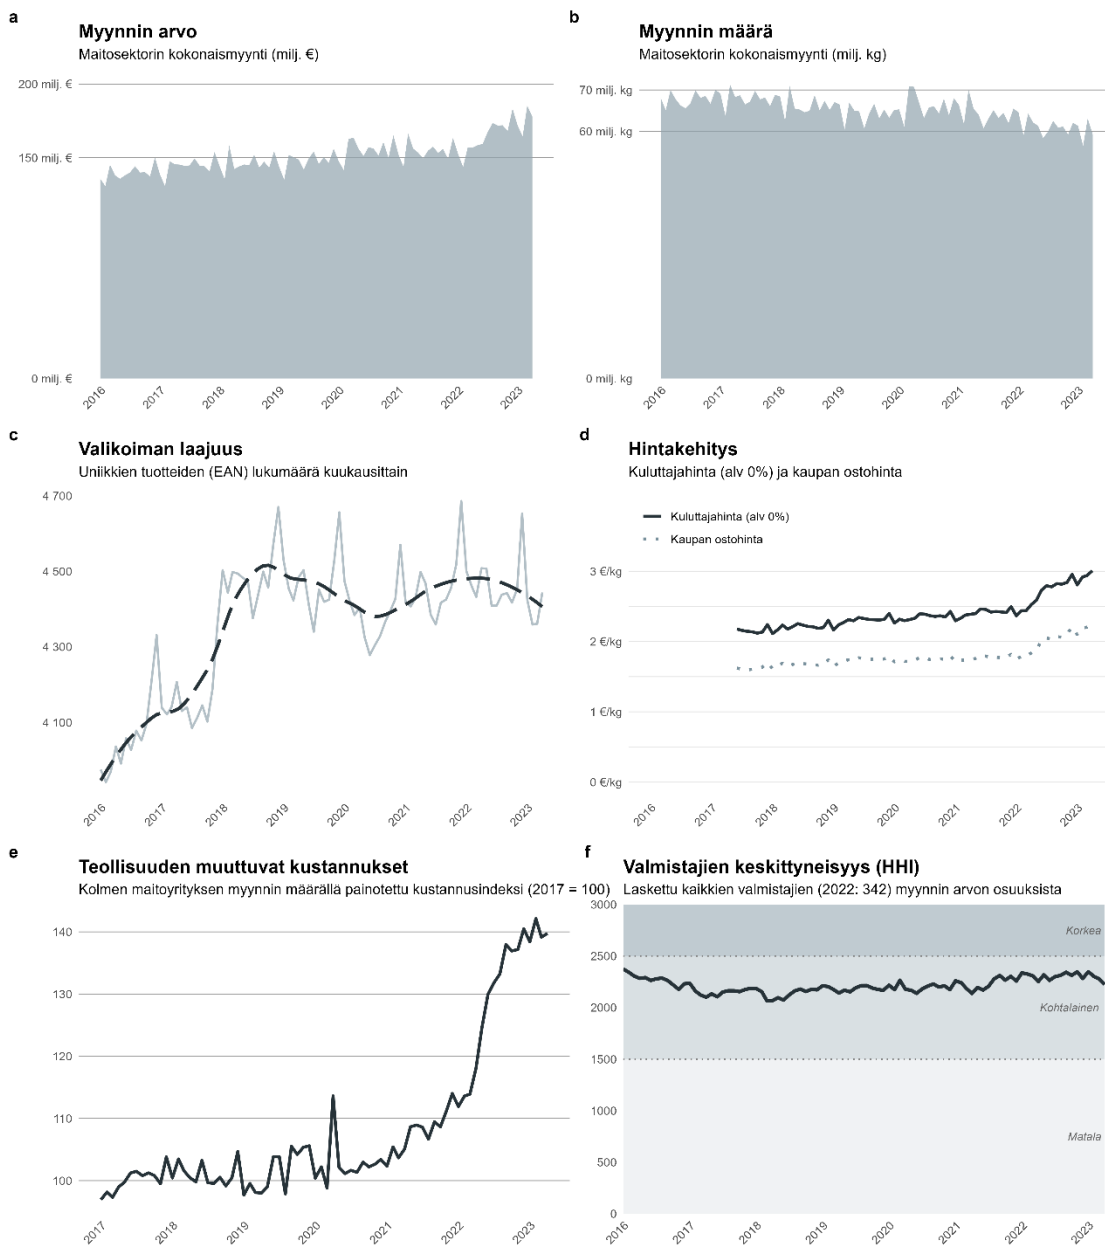 a
Myynnin arvo
Maitosektorin kokonaismyynti (milj. €)
200 milj. €
150 milj. €
0 milj. €
2016
2017
2018
2019
2020
2021
2022
2023
b
Myynnin määrä
Maitosektorin kokonaismyynti (milj. kg)
70 milj. kg
60 milj. kg
0 milj. kg
2016
2017
2018
2019
2020
2021
2022
2023
c
Valikoiman laajuus
Uniikkien tuotteiden (EAN) lukumäärä kuukausittain
4 700
4 500
4 300
4 100
2016
2017
2018
2019
2020
2021
2022
2023
d
Hintakehitys
Kuluttajahinta (alv 0%) ja kaupan ostohinta
Kuluttajahinta (alv 0%)
Kaupan ostohinta
3 €/kg
2 €/kg
1 €/kg
0 €/kg
2016
2017
2018
2019
2020
2021
2022
2023
e
Teollisuuden muuttuvat kustannukset
Kolmen maitoyrityksen myynnin määrällä painotettu kustannusindeksi (2017 = 100)
140
130
120
110
100
2017
2018
2019
2020
2021
2022
2023
f
Valmistajien keskittyneisyys (HHI)
Laskettu kaikkien valmistajien (2022: 342) myynnin arvon osuuksista
3000
Korkea
2500
2000
Kohtalainen
1500
1000
Matala
500
0
2016
2017
2018
2019
2020
2021
2022
2023